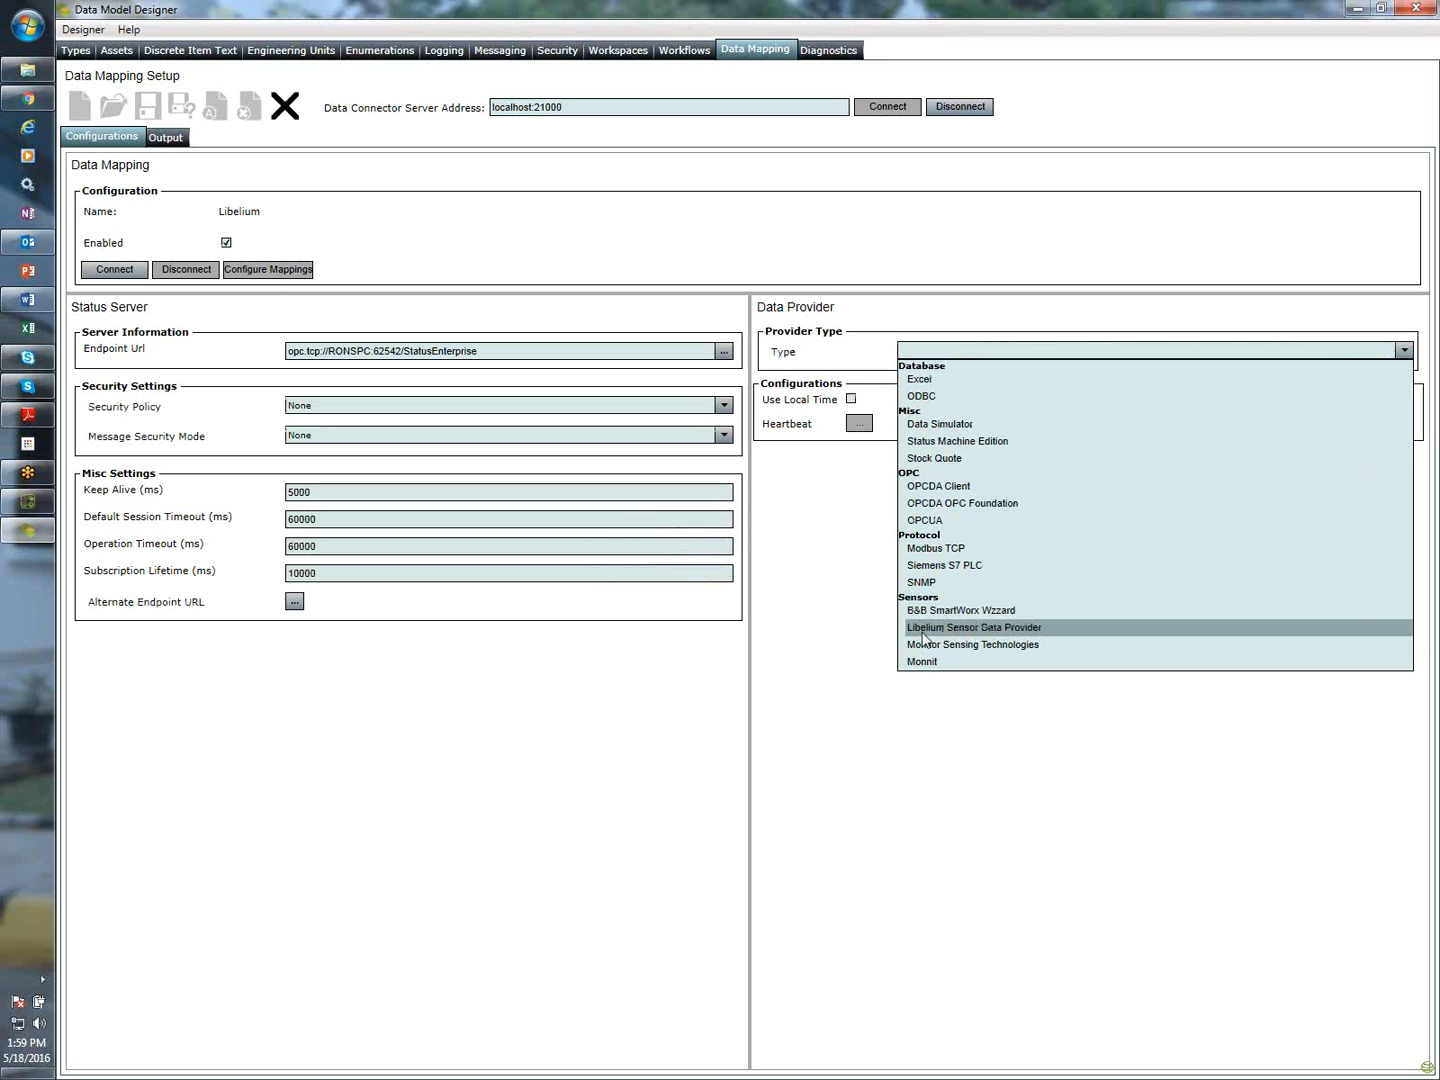 Data Model Designer
Designer Help
Types Assets Discrete Item Text Engineering Units Enumerations Logging Messaging Security Workspaces Workflows Data Mapping Diagnostics
Data Mapping Setup
Data Connector Server Address: localhost:21000 Connect Disconnect
Configurations Output
Data Mapping
Configuration
Name: Libelium
Enabled
Connect Disconnect Configure Mappings
Status Server
Server Information
Endpoint Url opc.tcp://RONSPC:62542/StatusEnterprise ...
Security Settings
Security Policy None
Message Security Mode None
Misc Settings
Keep Alive (ms) 5000
Default Session Timeout (ms) 60000
Operation Timeout (ms) 60000
Subscription Lifetime (ms) 10000
Alternate Endpoint URL ...
Data Provider
Provider Type
Type
Configurations
Use Local Time
Heartbeat ...
Database
Excel
ODBC
Misc
Data Simulator
Status Machine Edition
Stock Quote
OPC
OPCDA Client
OPCDA OPC Foundation
OPCUA
Protocol
Modbus TCP
Siemens S7 PLC
SNMP
Sensors
B&B SmartWorx Wzzard
Libelium Sensor Data Provider
Sensing Technologies
Monnit
1:59 PM
5/18/2016